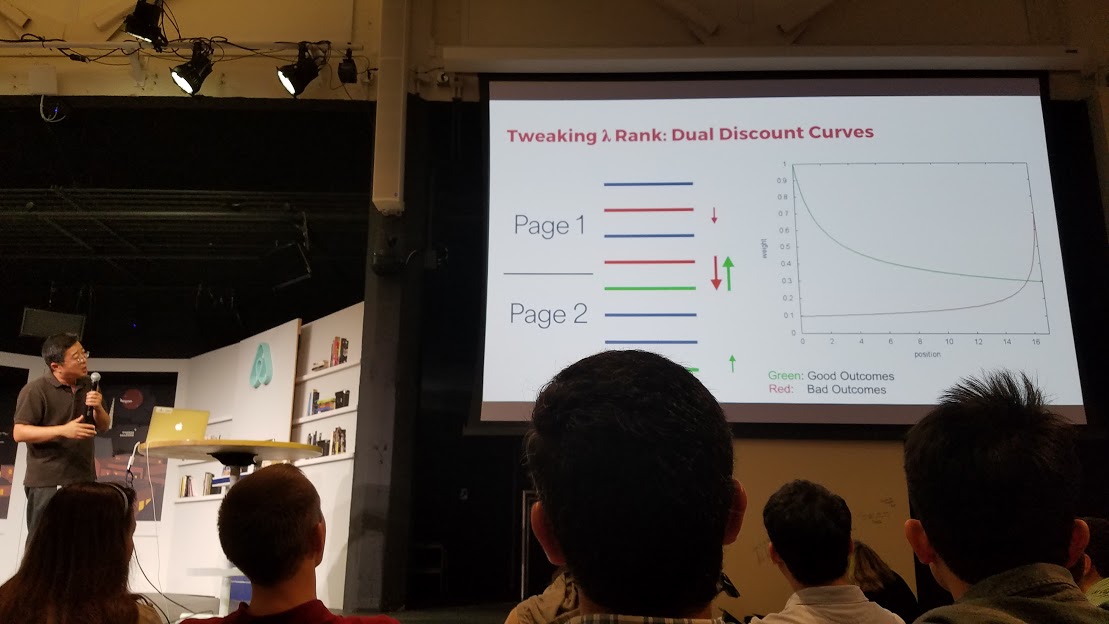 Tweaking λ Rank: Dual Discount Curves
Page 1
Page 2
1
0.9
0.8
0.7
0.6
0.5
0.4
0.3
0.2
0.1
0
weight
0 2 4 6 8 10 12 14 16
position
Green: Good Outcomes
Red: Bad Outcomes